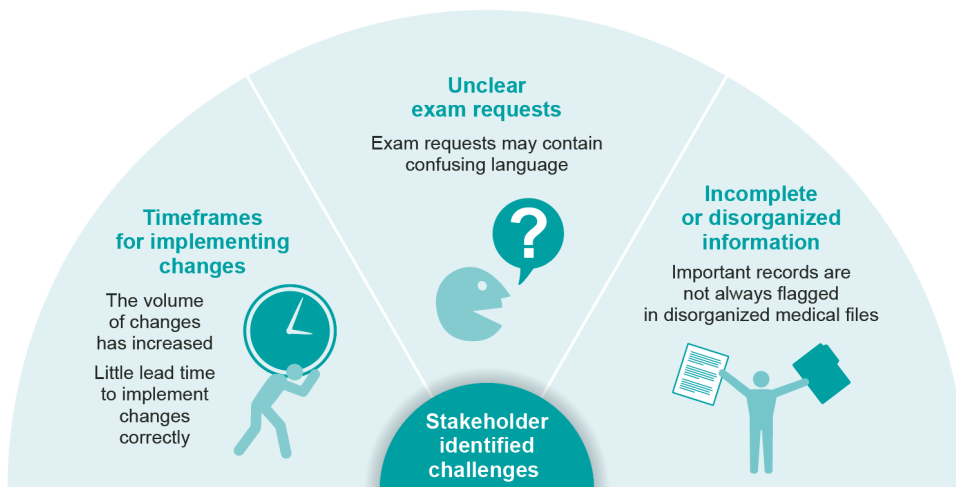 Timeframes
for implementing
changes
The volume
of changes
has increased
Little lead time
to implement
changes
correctly
Unclear
exam requests
Exam requests may contain
confusing language
?
Incomplete
or disorganized
information
Important records are
not always flagged
in disorganized medical files
Stakeholder
identified
challenges